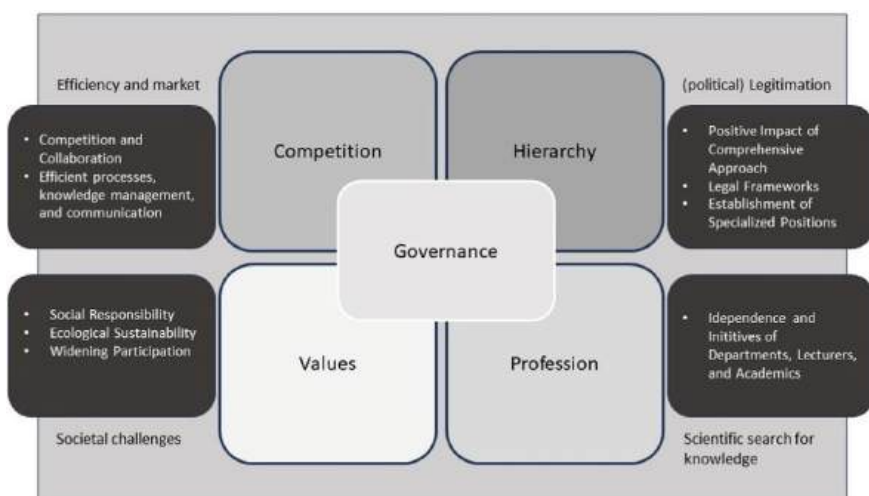 Efficiency and market
(political) Legitimation
• Competition and
Collaboration
• Efficient processes,
knowledge management,
and communication
Competition
Hierarchy
• Positive Impact of
Comprehensive
Approach
• Legal Frameworks
• Establishment of
Specialized Positions
Governance
• Social Responsibility
• Ecological Sustainability
• Widening Participation
Values
Profession
• Idependence and
Inititives of
Departments, Lecturers,
and Academics
Societal challenges
Scientific search for
knowledge